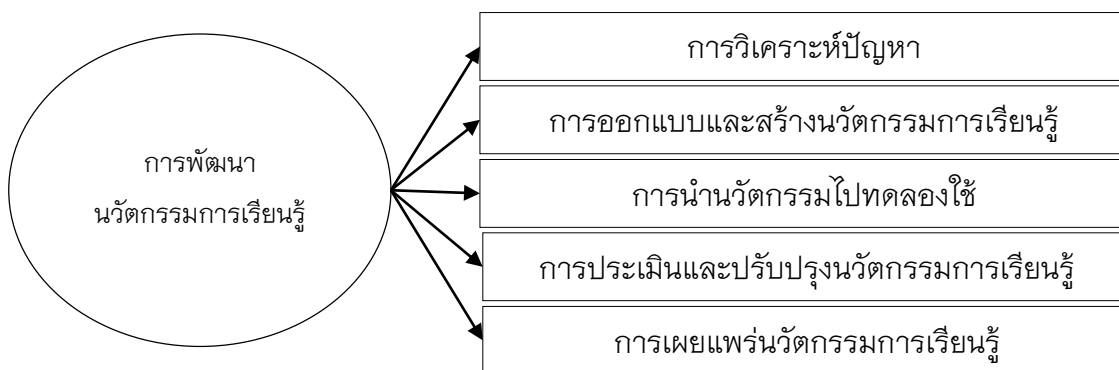 การพัฒนา
นวัตกรรมการเรียนรู้
การวิเคราะห์ปัญหา
การออกแบบและสร้างนวัตกรรมการเรียนรู้
การนำนวัตกรรมไปทดลองใช้
การประเมินและปรับปรุงนวัตกรรมการเรียนรู้
การเผยแพร่นวัตกรรมการเรียนรู้